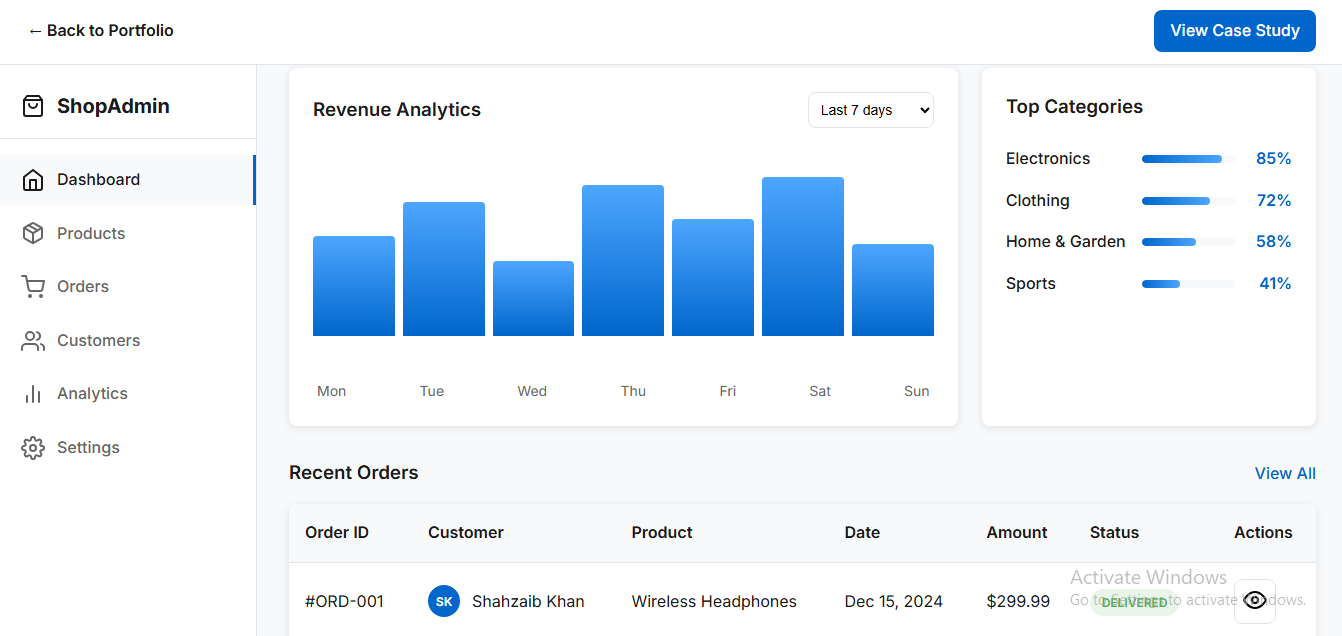 ← Back to Portfolio
View Case Study
ShopAdmin
Dashboard
Products
Orders
Customers
Analytics
Settings
Revenue Analytics
Last 7 days
Mon Tue Wed Thu Fri Sat Sun
Top Categories
Electronics 85%
Clothing 72%
Home & Garden 58%
Sports 41%
Recent Orders
View All
Order ID Customer Product Date Amount Status Actions
#ORD-001 SK Shahzaib Khan Wireless Headphones Dec 15, 2024 $299.99 DELIVERED
Activate Windows
Go to Settings to activate Windows.